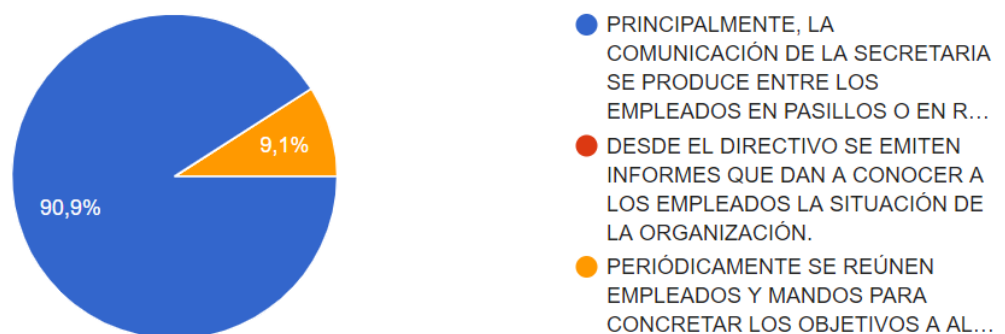 90,9%
9,1%
PRINCIPALMENTE, LA
COMUNICACIÓN DE LA SECRETARIA
SE PRODUCE ENTRE LOS
EMPLEADOS EN PASILLOS O EN R…
DESDE EL DIRECTIVO SE EMITEN
INFORMES QUE DAN A CONOCER A
LOS EMPLEADOS LA SITUACIÓN DE
LA ORGANIZACIÓN.
PERIÓDICAMENTE SE REÚNEN
EMPLEADOS Y MANDOS PARA
CONCRETAR LOS OBJETIVOS A AL…